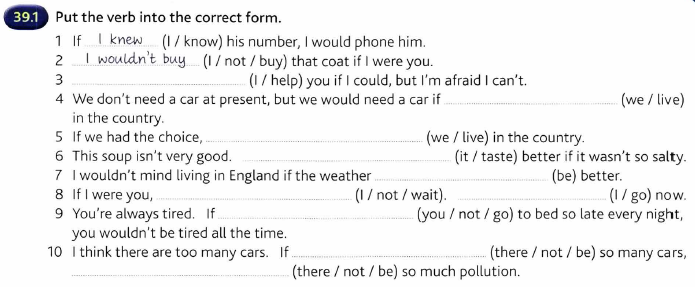 39.1 Put the verb into the correct form.
1 If I knew (I / know) his number, I would phone him.
2 I wouldn't buy (I / not / buy) that coat if I were you.
3 ........................................ (I / help) you if I could, but I'm afraid I can't.
4 We don't need a car at present, but we would need a car if ........................................ (we / live)
in the country.
5 If we had the choice, ........................................ (we / live) in the country.
6 This soup isn't very good. ........................................ (it / taste) better if it wasn't so salty.
7 I wouldn't mind living in England if the weather ........................................ (be) better.
8 If I were you, ........................................ (I / not / wait). ........................................ (I / go) now.
9 You're always tired. If ........................................ (you / not / go) to bed so late every night,
you wouldn't be tired all the time.
10 I think there are too many cars. If ........................................ (there / not / be) so many cars,
........................................ (there / not / be) so much pollution.